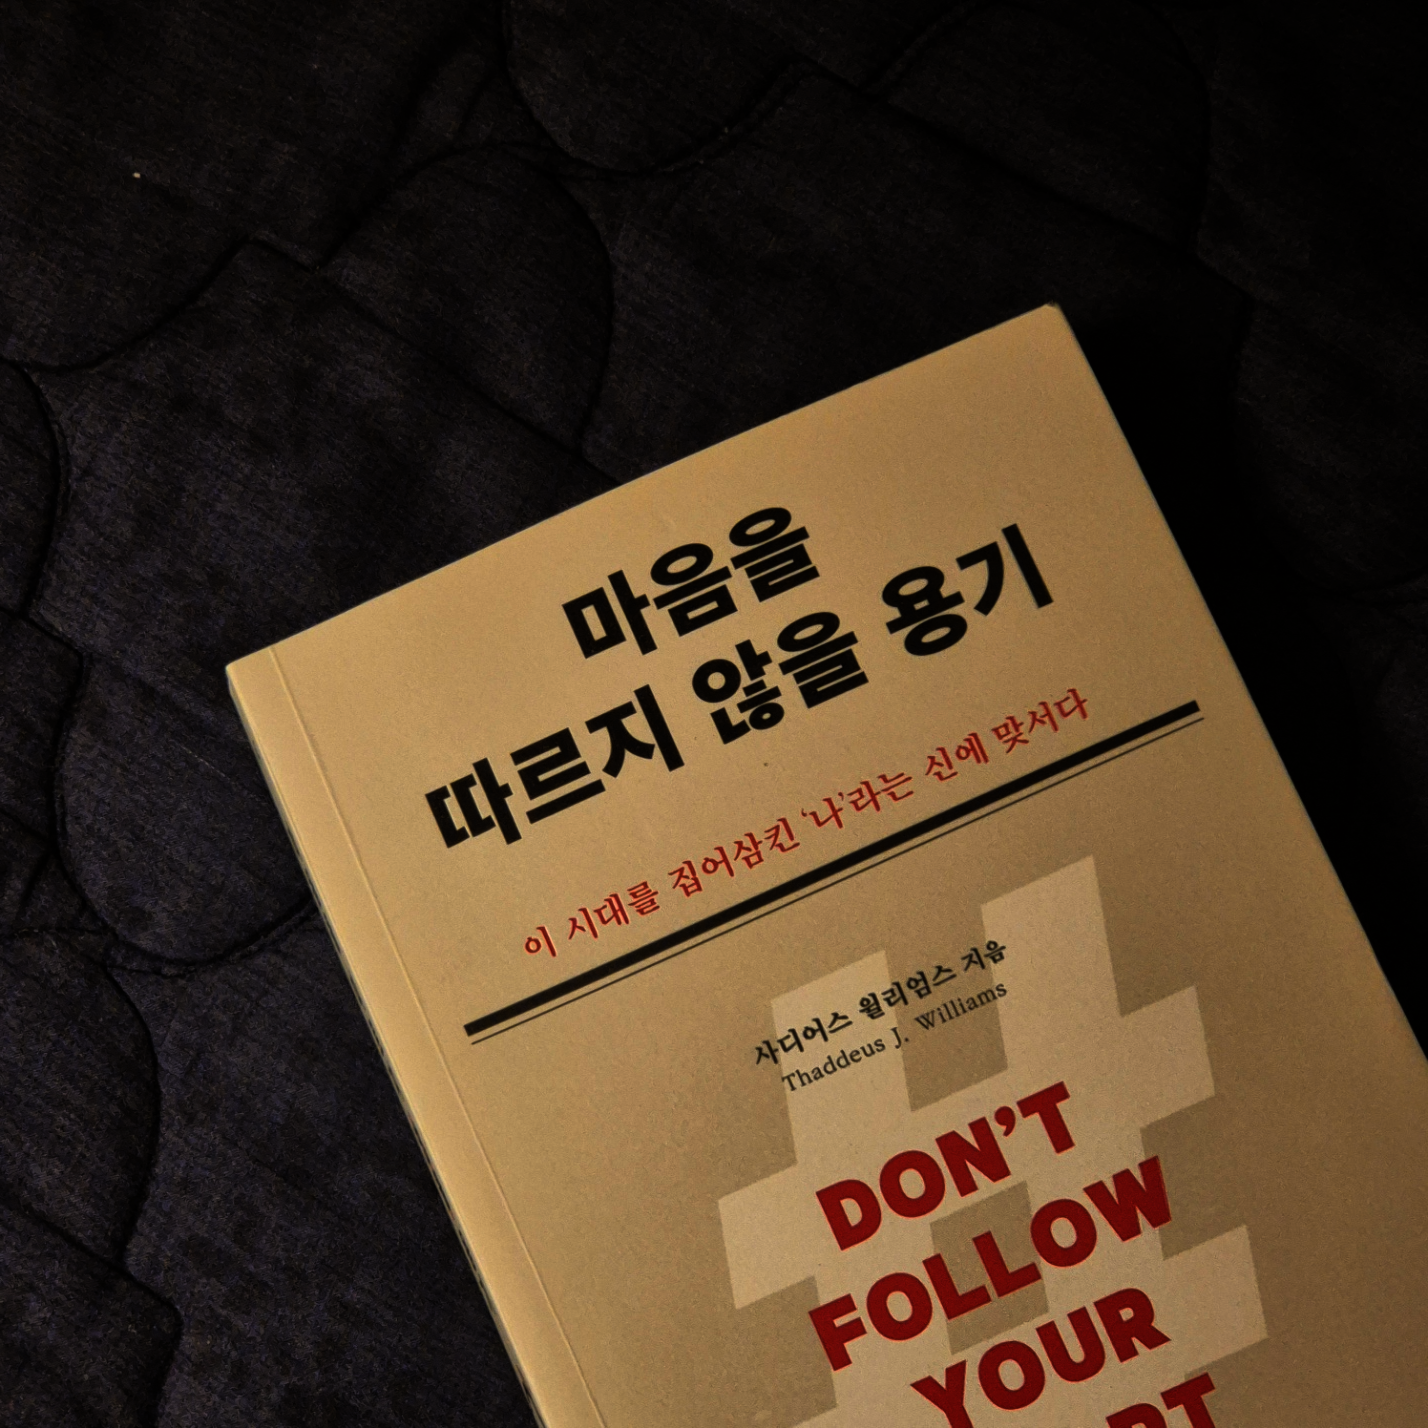 마음을
따르지 않을 용기
이 시대를 집어삼킨 ‘나’라는 신에 맞서다
사디어스 윌리엄스 지음
Thaddeus J. Williams
DON’T
FOLLOW
YOUR